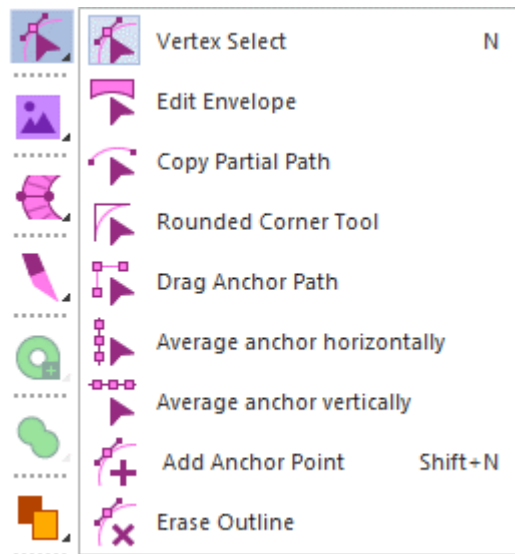 Vertex Select N
Edit Envelope
Copy Partial Path
Rounded Corner Tool
Drag Anchor Path
Average anchor horizontally
Average anchor vertically
Add Anchor Point Shift+N
Erase Outline